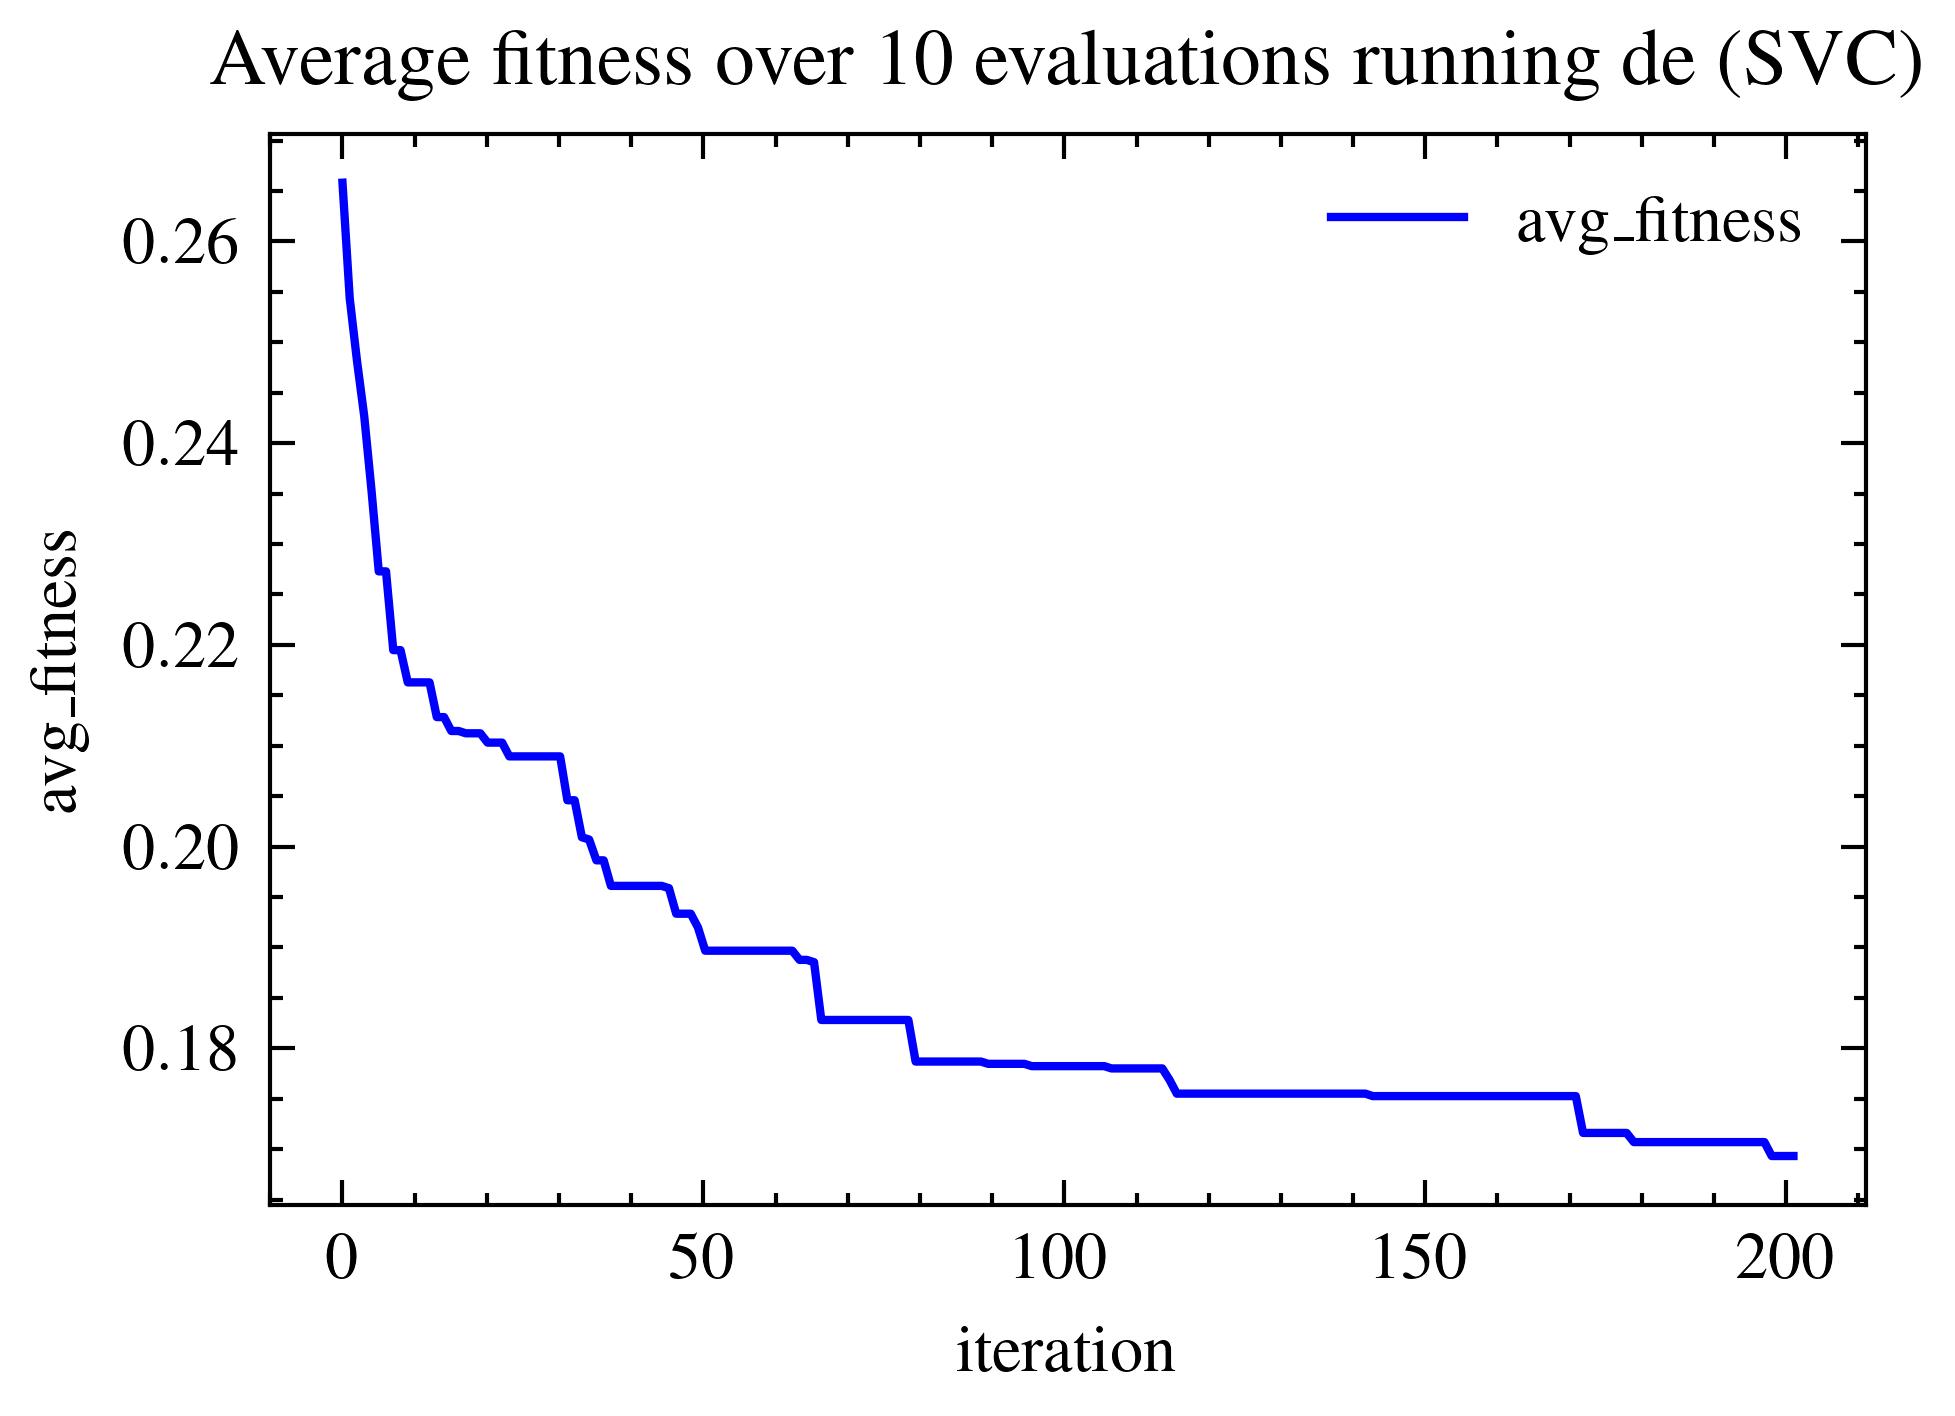 Average fitness over 10 evaluations running de (SVC)
avg_fitness
0.26
0.24
0.22
0.20
0.18
avg_fitness
0 50 100 150 200
iteration